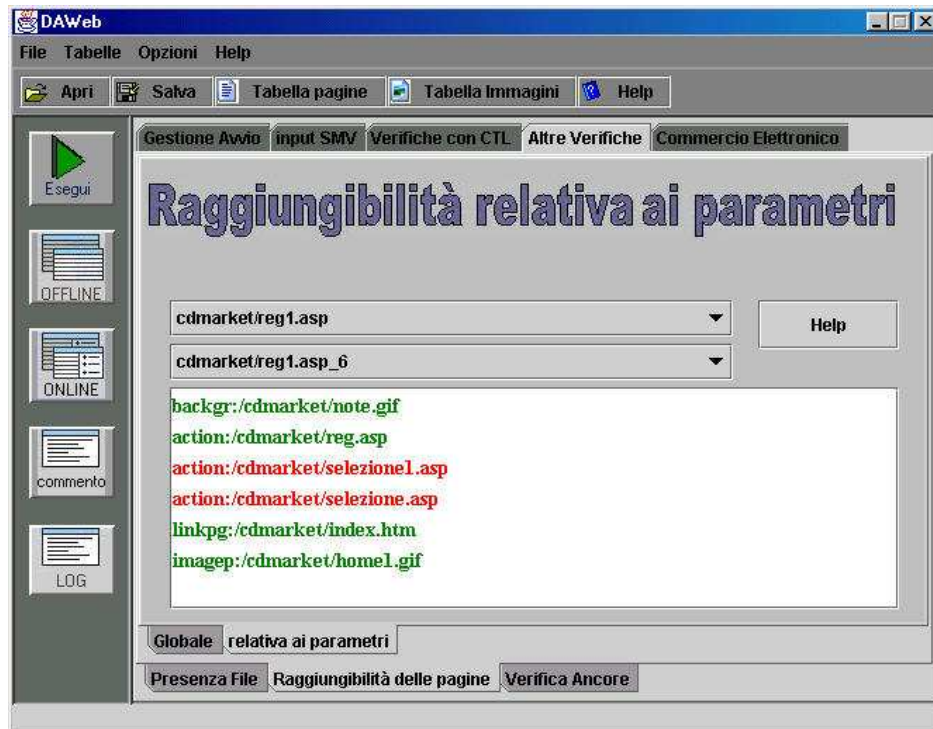 DAWeb
File Tabelle Opzioni Help
Apri Salva Tabella pagine Tabella Immagini Help
Gestione Avvio input SMV Verifiche con CTL Altre Verifiche Commercio Elettronico
Esegui
Raggiungibilità relativa ai parametri
OFFLINE
cdmarket/reg1.asp
Help
cdmarket/reg1.asp_6
ONLINE
backgr:/cdmarket/note.gif
action:/cdmarket/reg.asp
action:/cdmarket/selezione1.asp
commento
action:/cdmarket/selezione.asp
linkpg:/cdmarket/index.htm
imagep:/cdmarket/home1.gif
LOG
Globale relativa ai parametri
Presenza File Raggiungibilità delle pagine Verifica Ancore